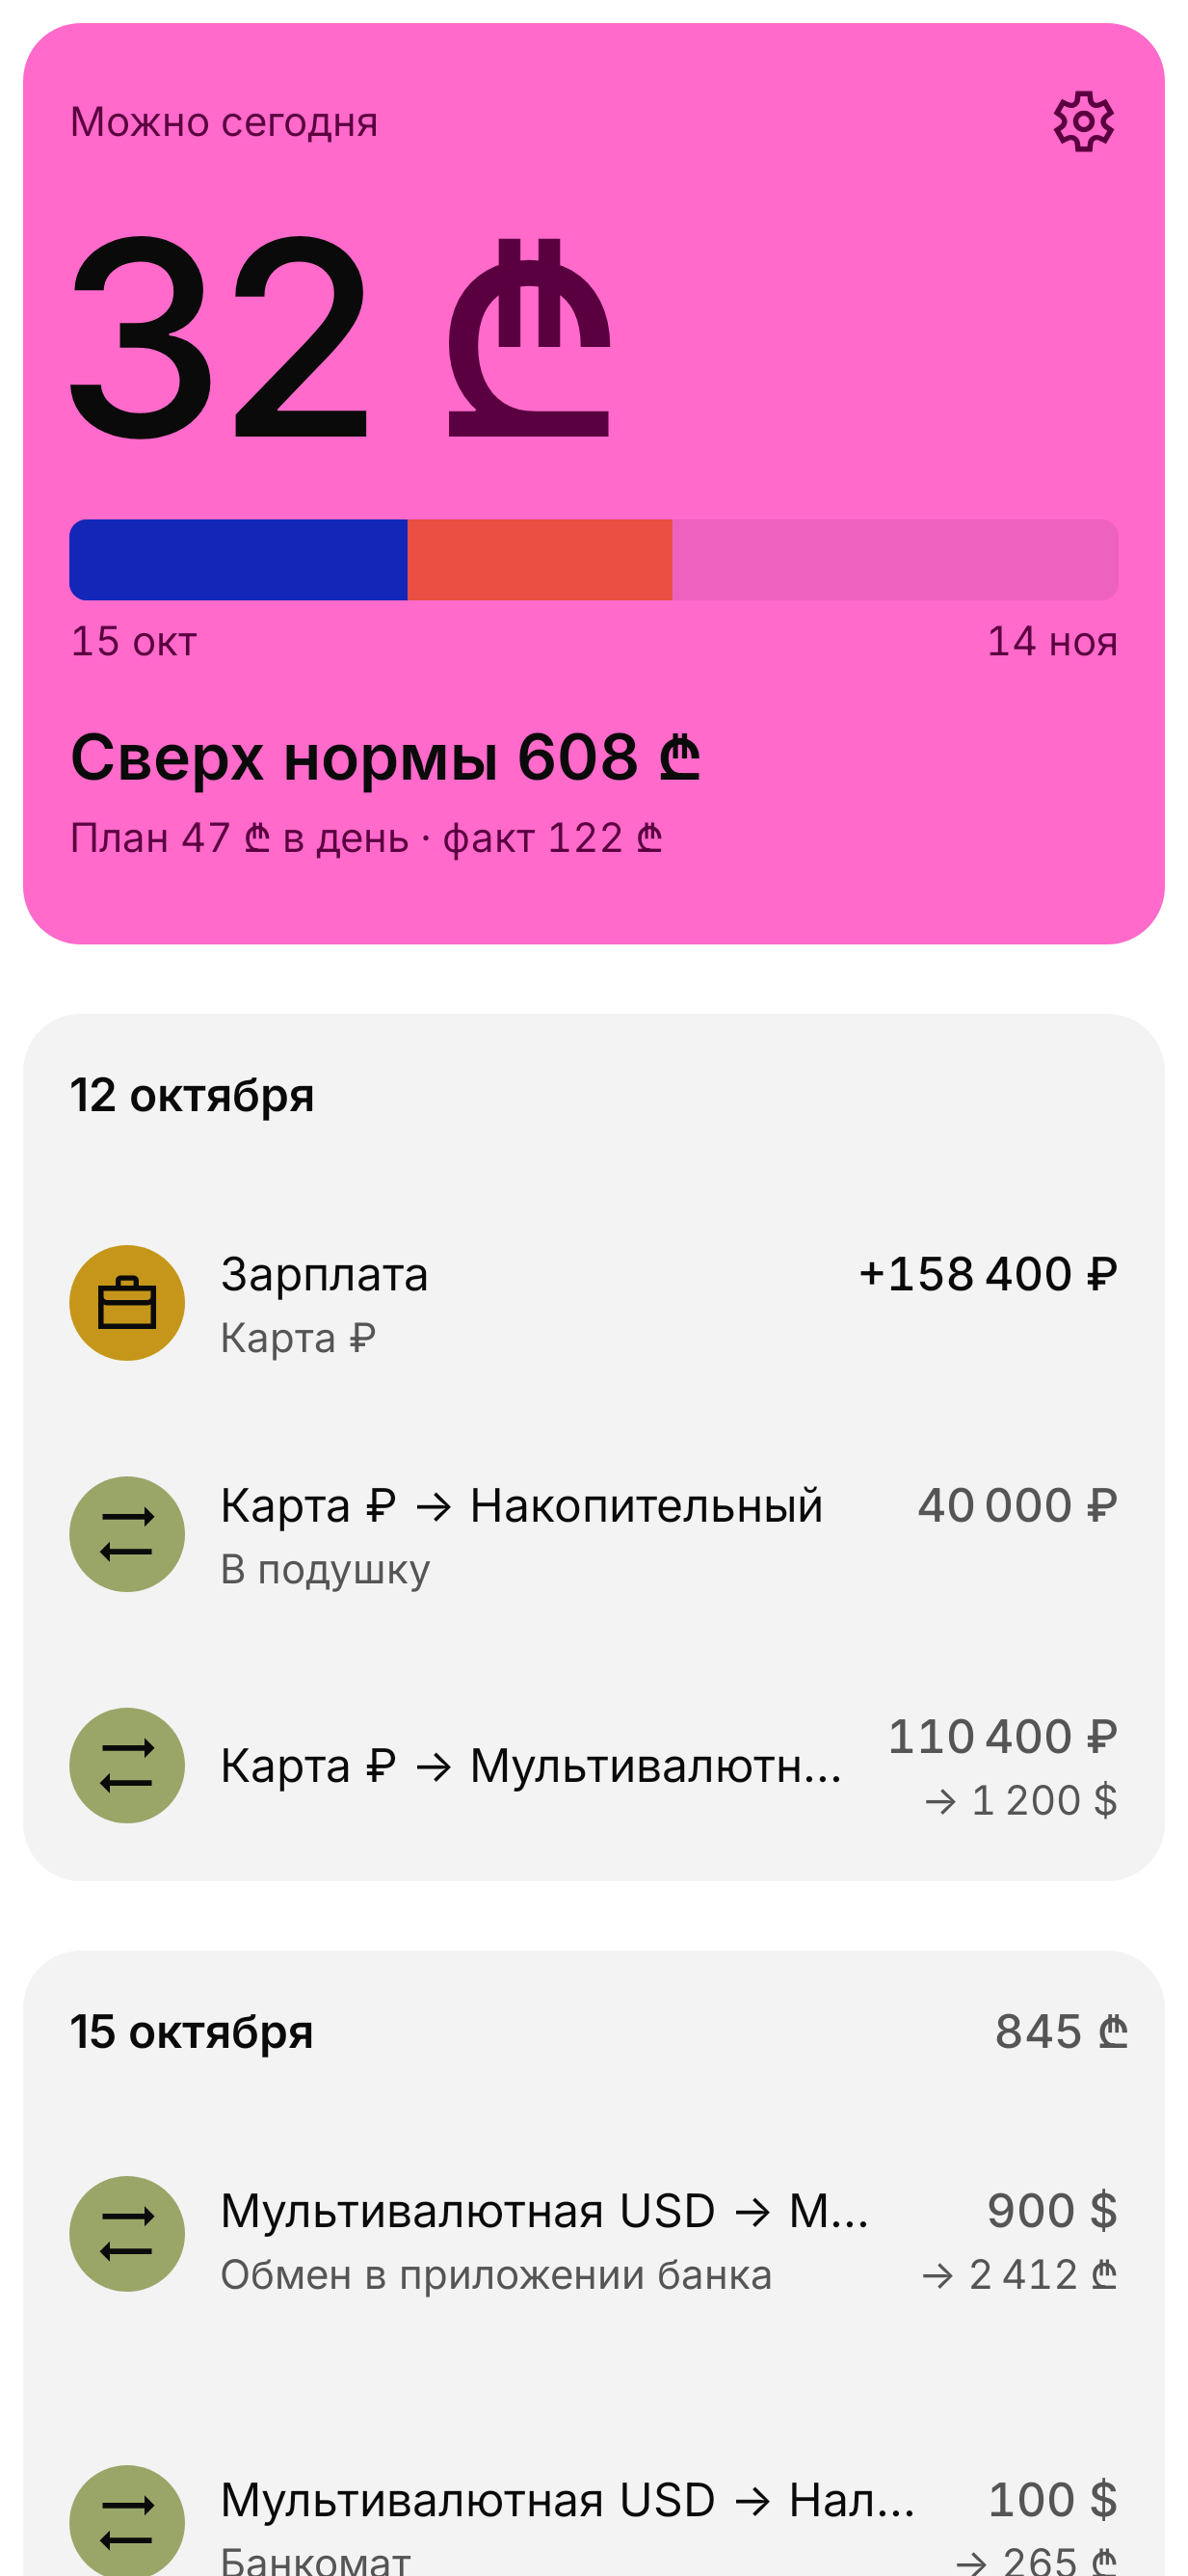 Можно сегодня
32 ₾
15 окт 14 ноя
Сверх нормы 608 ₾
План 47 ₾ в день · факт 122 ₾
12 октября
Зарплата +158 400 ₽
Карта ₽
Карта ₽ → Накопительный 40 000 ₽
В подушку
Карта ₽ → Мультивалютн... 110 400 ₽
→ 1 200 $
15 октября 845 ₾
Мультивалютная USD → М... 900 $
Обмен в приложении банка → 2 412 ₾
Мультивалютная USD → Нал... 100 $
Банкомат → 265 ₾